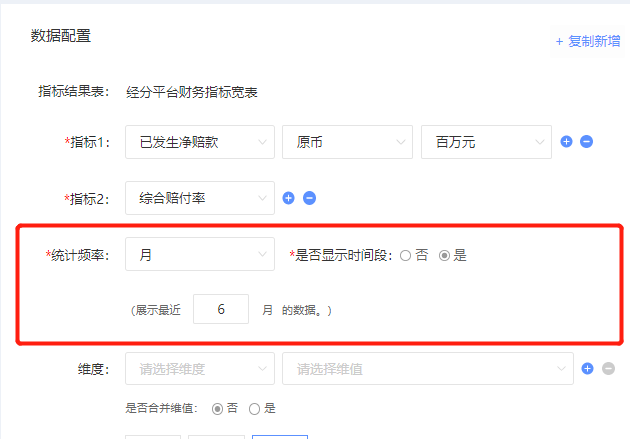 数据配置
+ 复制新增
指标结果表： 经分平台财务指标宽表
*指标1： 已发生净赔款 原币 百万元
*指标2： 综合赔付率
*统计频率： 月 *是否显示时间段： 否 是
（展示最近 6 月 的数据。）
维度： 请选择维度 请选择维值
是否合并维值： 否 是